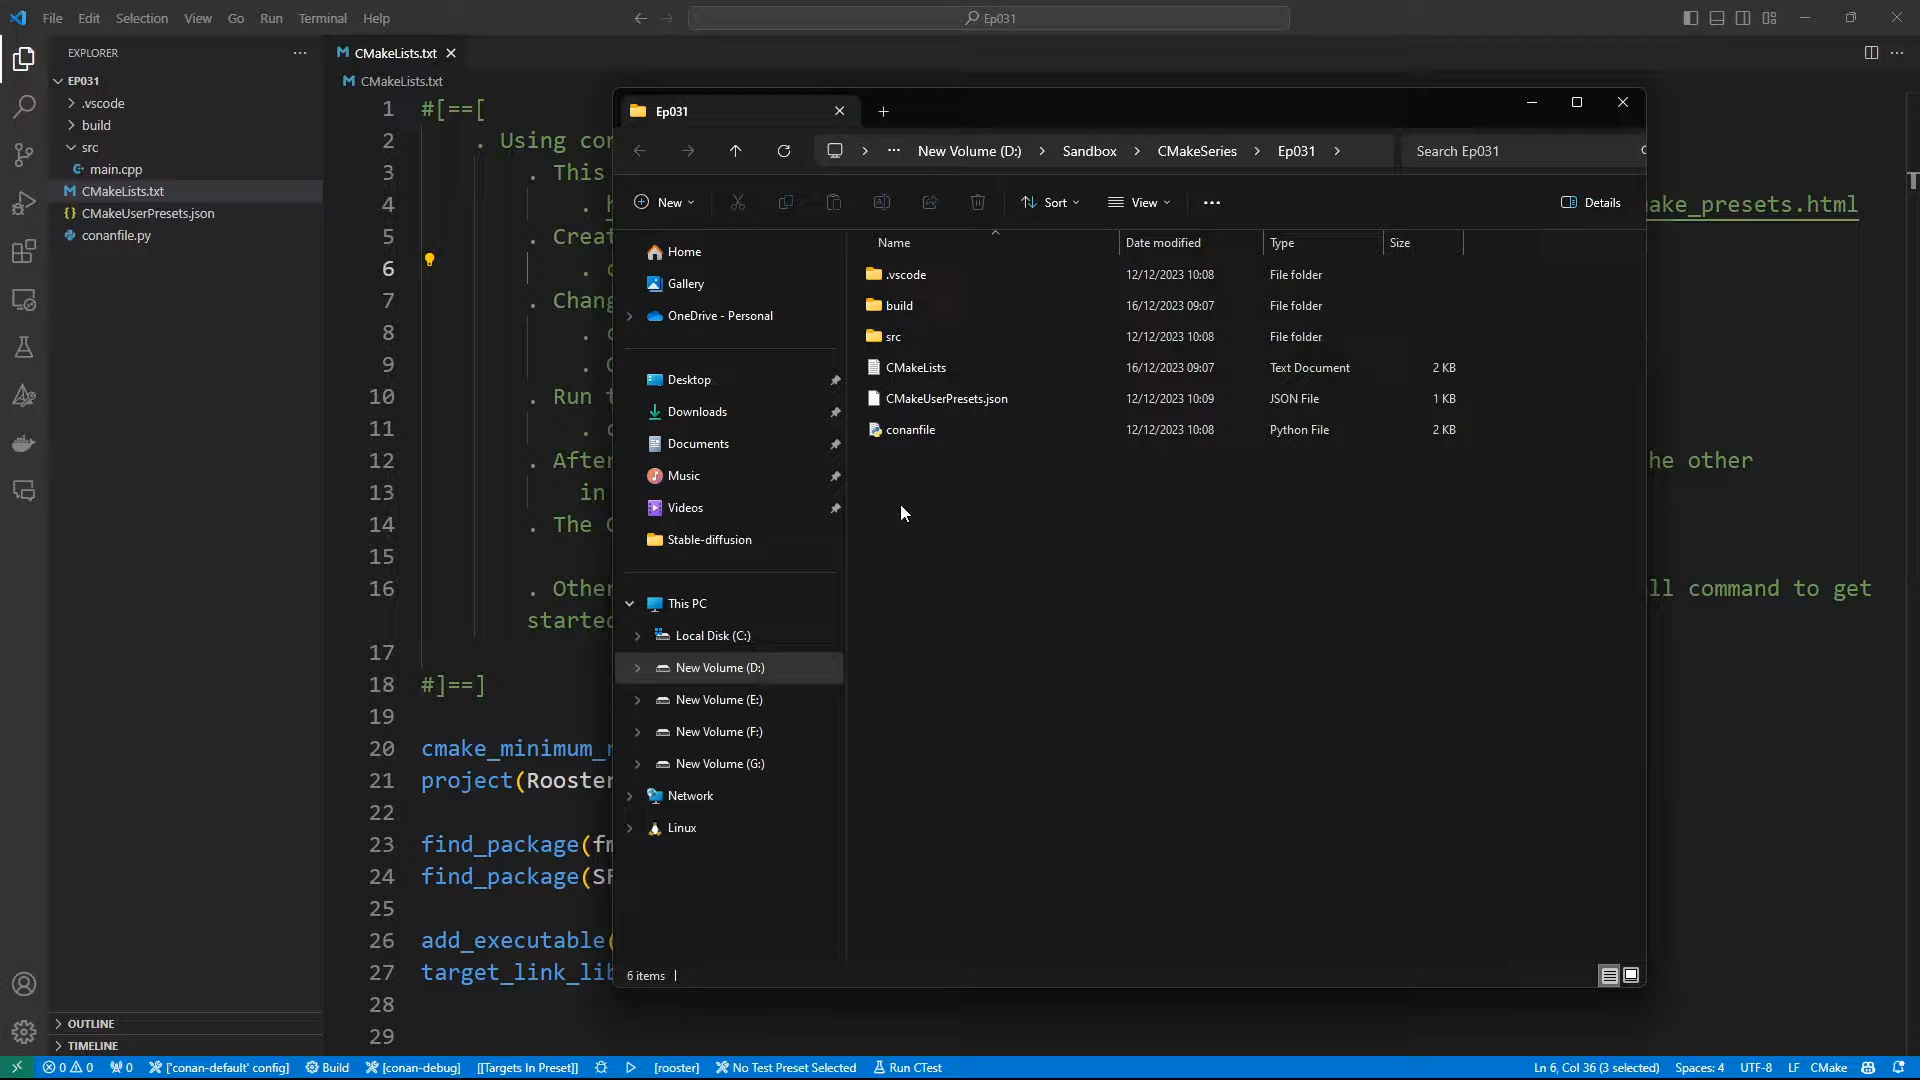 File Edit Selection View Go Run Terminal Help
Ep031
EXPLORER
CMakeLists.txt
EP031
.vscode
build
src
main.cpp
CMakeLists.txt
CMakeUserPresets.json
conanfile.py
OUTLINE
TIMELINE
CMakeLists.txt
1 #[==[
2 . Using con
3 . This
4 . ake_presets.html
5 . Creat
6 . c
7 . Chang
8 . c
9 .
10 . Run t
11 . c
12 . After he other
13 in
14 . The C
15
16 . Other ll command to get
started
17
18 #]==]
19
20 cmake_minimum_r
21 project(Rooster
22
23 find_package(fm
24 find_package(SF
25
26 add_executable(
27 target_link_lib
28
29
Ep031
New Volume (D:) Sandbox CMakeSeries Ep031
Search Ep031
New Sort View Details
Name Date modified Type Size
.vscode 12/12/2023 10:08 File folder
build 16/12/2023 09:07 File folder
src 12/12/2023 10:08 File folder
CMakeLists 16/12/2023 09:07 Text Document 2 KB
CMakeUserPresets.json 12/12/2023 10:09 JSON File 1 KB
conanfile 12/12/2023 10:08 Python File 2 KB
Home
Gallery
OneDrive - Personal
Desktop
Downloads
Documents
Music
Videos
Stable-diffusion
This PC
Local Disk (C:)
New Volume (D:)
New Volume (E:)
New Volume (F:)
New Volume (G:)
Network
Linux
6 items
0 0 0 ['conan-default' config] Build [conan-debug] [[Targets In Preset]] [rooster] No Test Preset Selected Run CTest Ln 6, Col 36 (3 selected) Spaces: 4 UTF-8 LF CMake